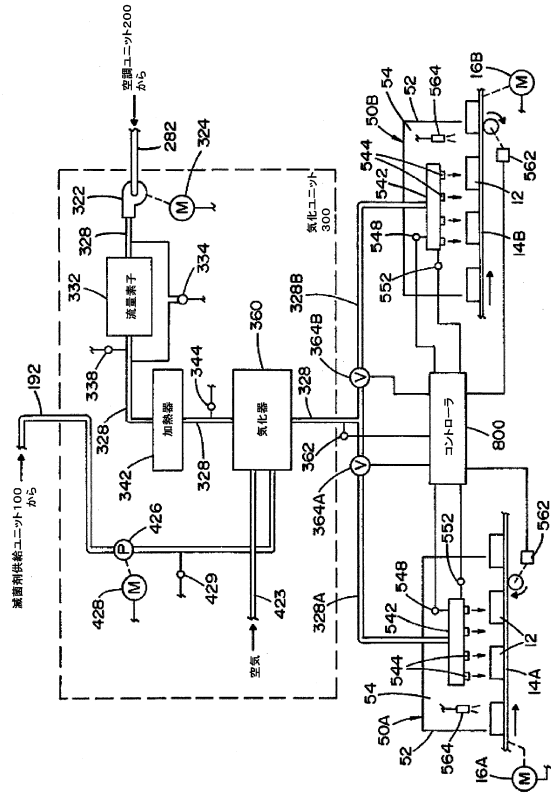 滅菌剤供給ユニット100
から
192
空調ユニット200
から
282
322
324
M
328
332
流量素子
334
338
328
342
加熱器
344
328
426
P
428
M
429
気化ユニット
300
360
気化器
423
空気
328
362
364A
V
364B
V
328A
328B
コントローラ
800
50A
52
54
564
544
542
548
552
562
12
14A
16A
M
50B
52
54
564
544
542
548
552
562
12
14B
16B
M